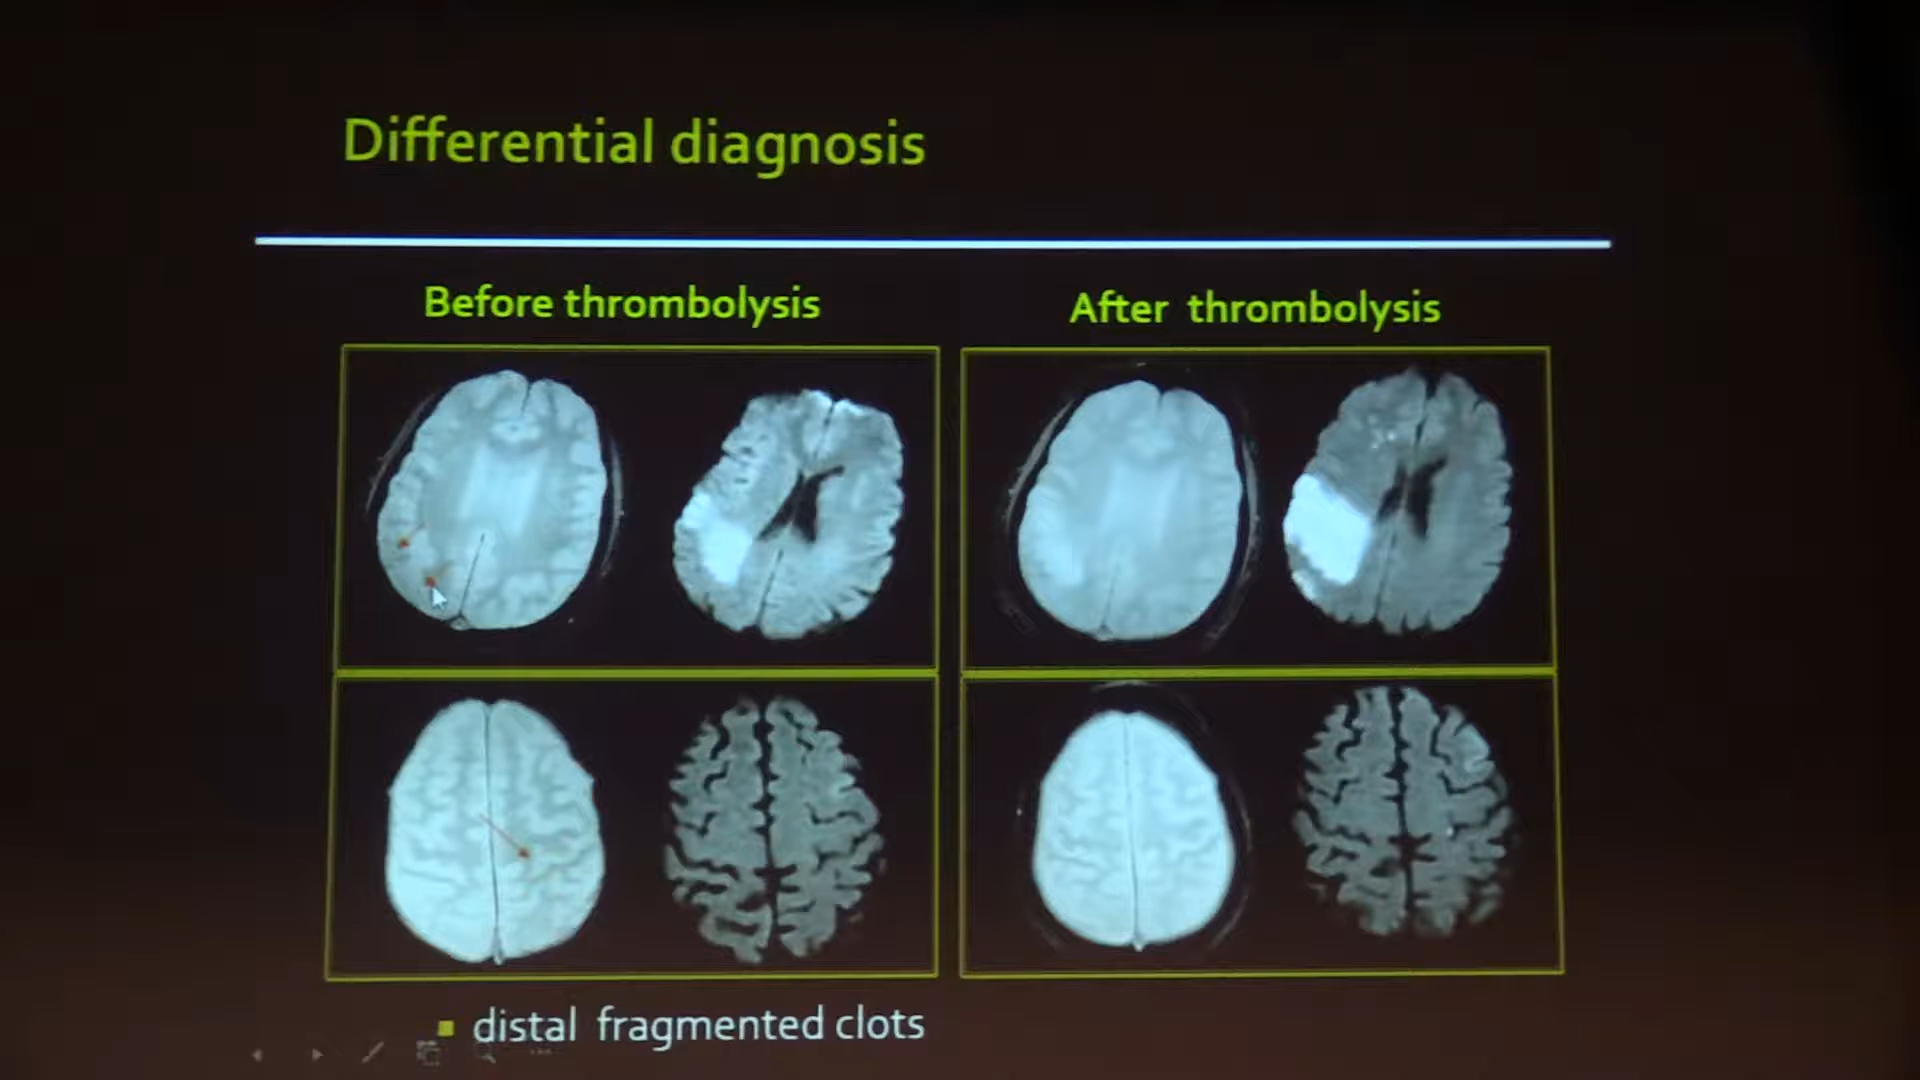 Differential diagnosis
Before thrombolysis
After thrombolysis
distal fragmented clots